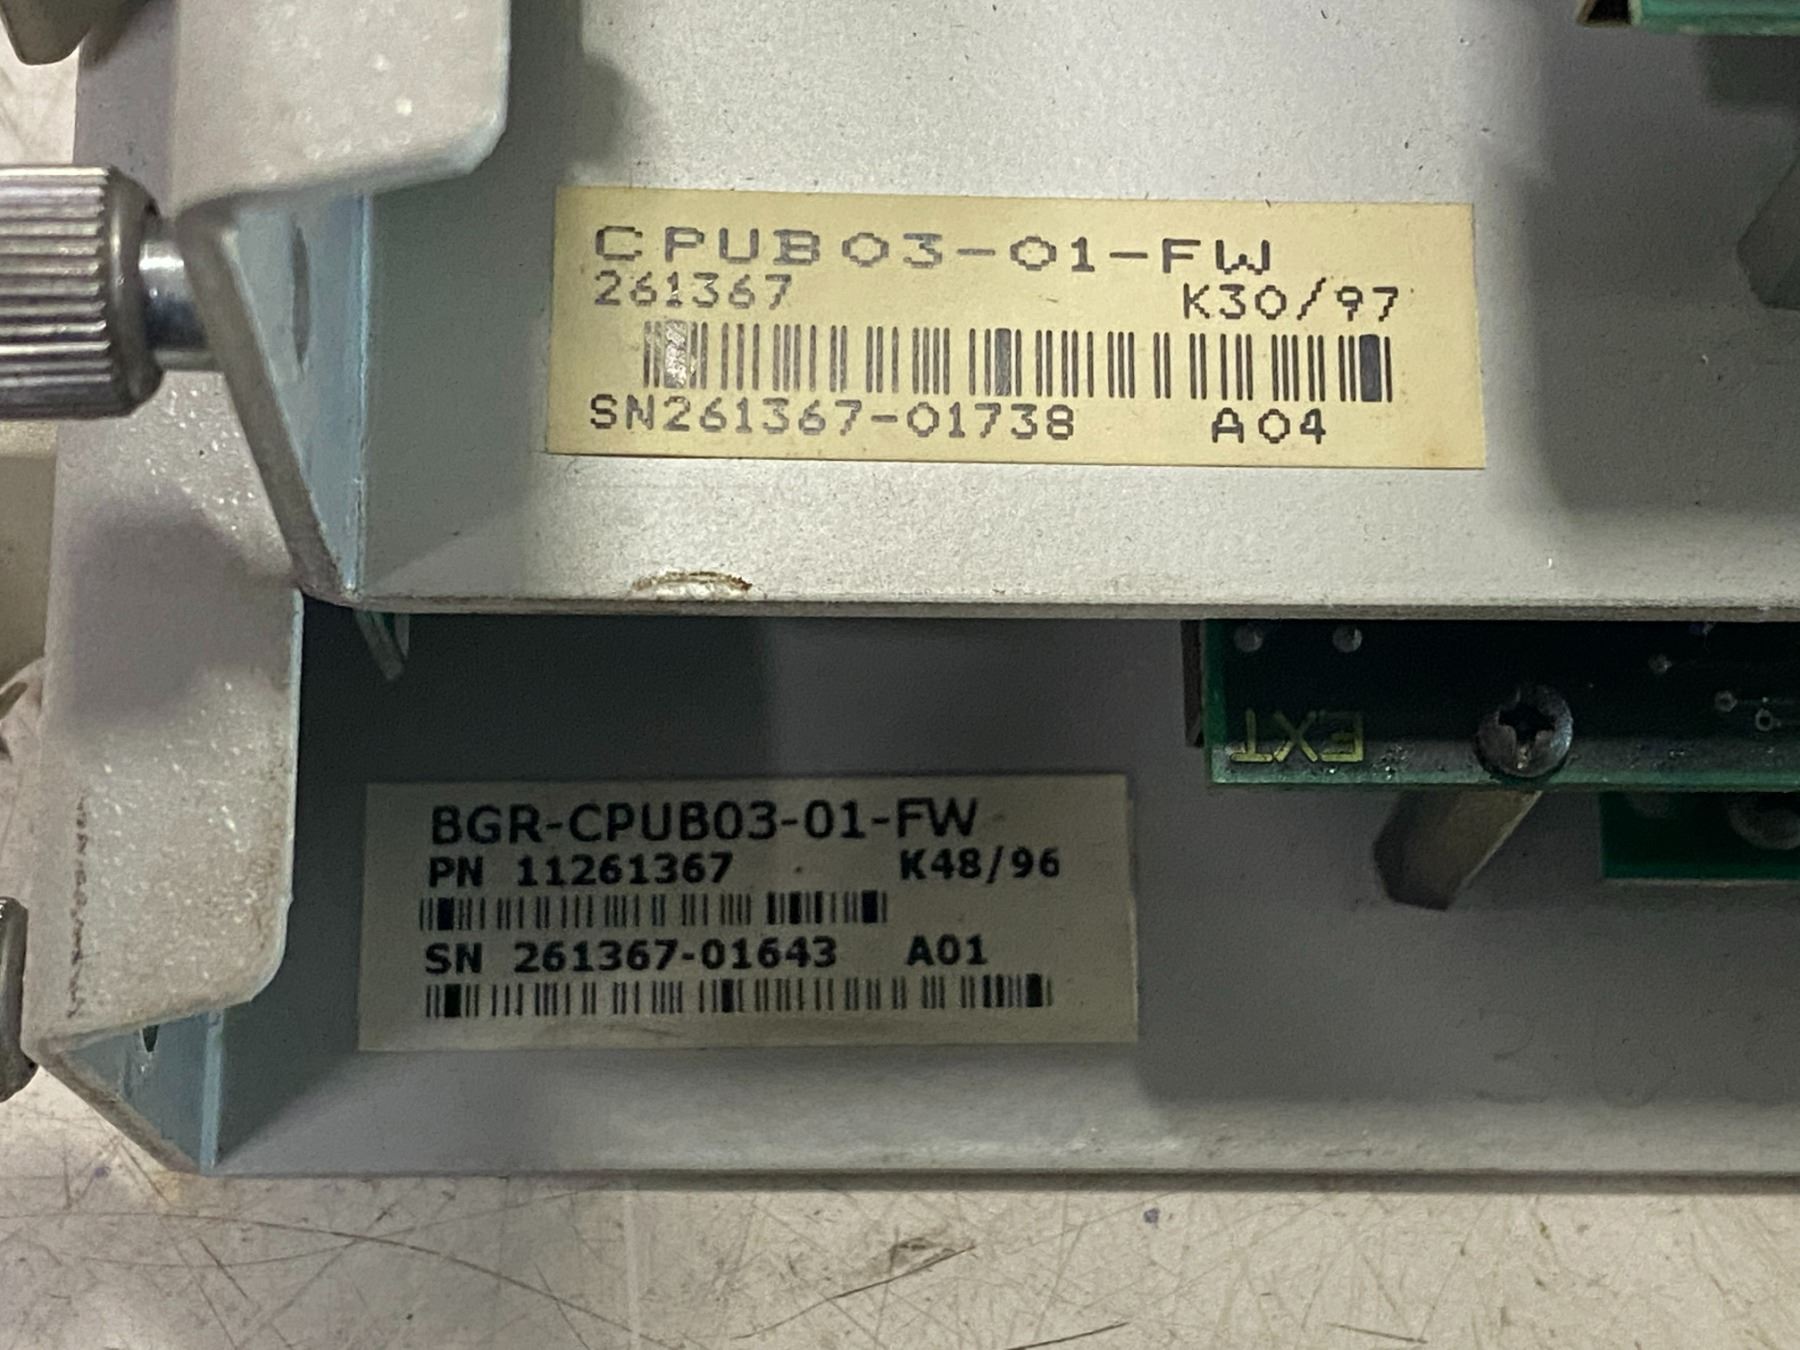 CPUB03-01-FW
261367 K30/97
SN261367-01738 A04
EXT
BGR-CPUB03-01-FW
PN 11261367 K48/96
SN 261367-01643 A01